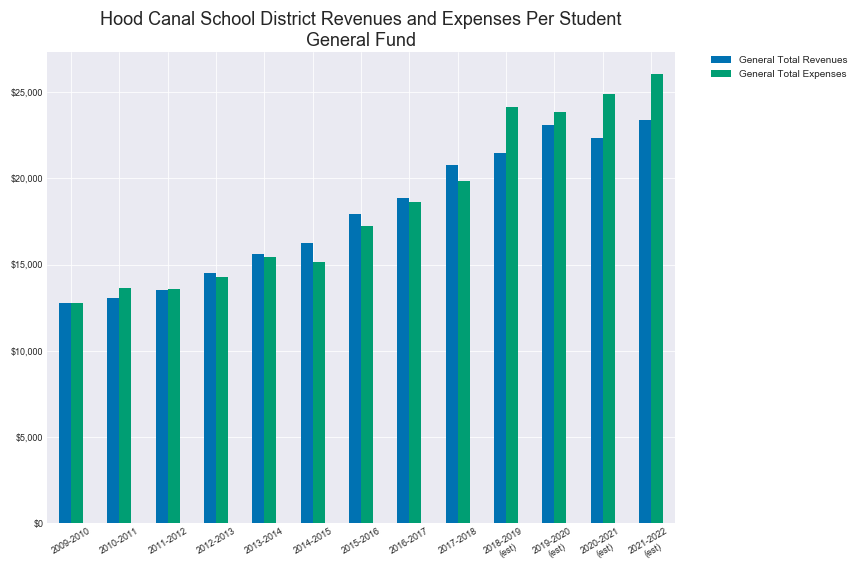 Hood Canal School District Revenues and Expenses Per Student
General Fund
General Total Revenues
General Total Expenses
$25,000
$20,000
$15,000
$10,000
$5,000
$0
2009-2010
2010-2011
2011-2012
2012-2013
2013-2014
2014-2015
2015-2016
2016-2017
2017-2018
2018-2019
(est)
2019-2020
(est)
2020-2021
(est)
2021-2022
(est)